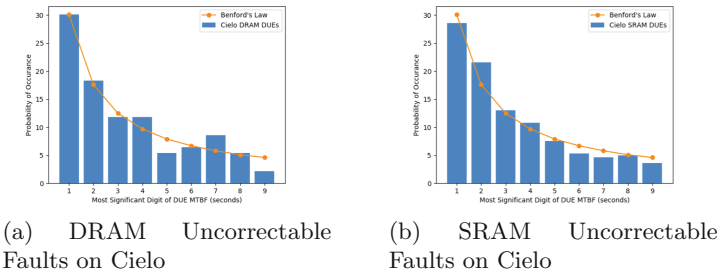 Benford's Law
Cielo DRAM DUEs
Probability of Occurance
30
25
20
15
10
5
0
1 2 3 4 5 6 7 8 9
Most Significant Digit of DUE MTBF (seconds)
(a) DRAM Uncorrectable
Faults on Cielo
Benford's Law
Cielo SRAM DUEs
Probability of Occurance
30
25
20
15
10
5
0
1 2 3 4 5 6 7 8 9
Most Significant Digit of DUE MTBF (seconds)
(b) SRAM Uncorrectable
Faults on Cielo